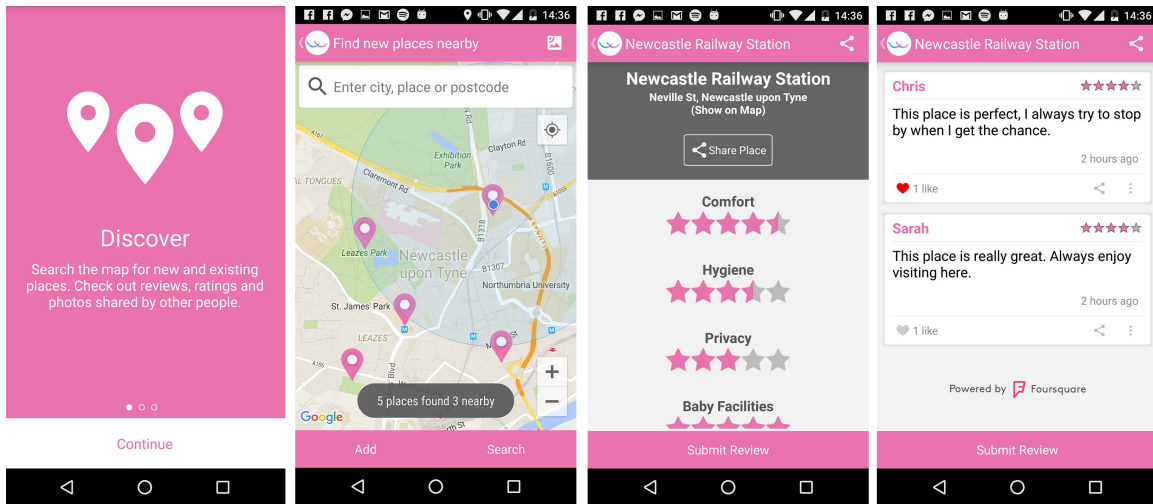 Discover
Search the map for new and existing
places. Check out reviews, ratings and
photos shared by other people.
Continue
14:36
Find new places nearby
Enter city, place or postcode
A167
Exhibition
Park
Clayton Rd
B1600
Claremont Rd
A1058
AL TONGUES
B1318
Leazes Park
Newcastle
upon Tyne
B1307
Northumbria University
St. James' Park
LEAZES
A185
Blvd
5 places found 3 nearby
Google
Add
Search
14:36
Newcastle Railway Station
Newcastle Railway Station
Neville St, Newcastle upon Tyne
(Show on Map)
Share Place
Comfort
Hygiene
Privacy
Baby Facilities
Submit Review
14:36
Newcastle Railway Station
Chris
This place is perfect, I always try to stop
by when I get the chance.
2 hours ago
1 like
Sarah
This place is really great. Always enjoy
visiting here.
2 hours ago
1 like
Powered by Foursquare
Submit Review